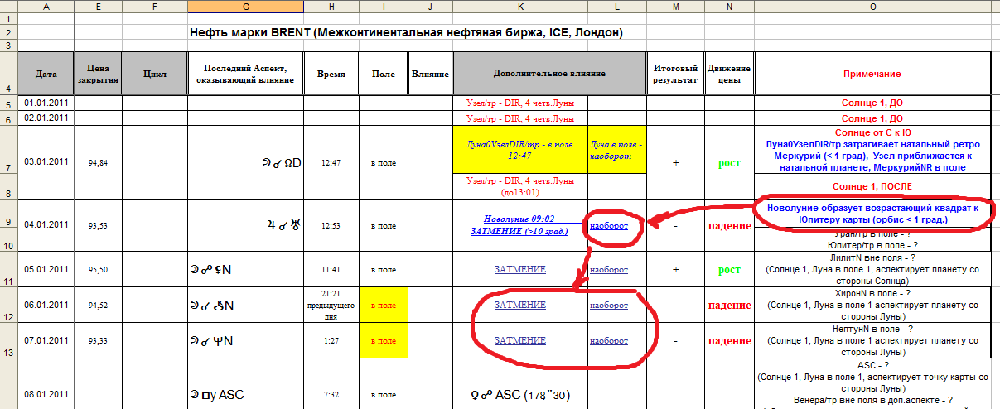 A E F G H I J K L M N O
1
2 Нефть марки BRENT (Межконтинентальная нефтяная биржа, ICE, Лондон)
3
4 Дата Цена закрытия Цикл Последний Аспект, оказывающий влияние Время Поле Влияние Дополнительное влияние Итоговый результат Движение цены Примечание
5 01.01.2011 Узел/тр - DIR, 4 четв.Луны Солнце 1, ДО
6 02.01.2011 Узел/тр - DIR, 4 четв.Луны Солнце 1, ДО
7 03.01.2011 94,84 ☽ ☌ ☊D 12:47 в поле Луна0УзелDIR/тр - в поле 12:47 Луна в поле - наоборот + рост Солнце от С к Ю
Луна0УзелDIR/тр затрагивает натальный ретро
Меркурий (< 1 град), Узел приближается к
натальной планете, МеркурийNR в поле
8 Узел/тр - DIR, 4 четв.Луны (до13:01) Солнце 1, ПОСЛЕ
9 04.01.2011 93,53 ♃ ☌ ♅ 12:53 в поле Новолуние 09:02 ЗАТМЕНИЕ (>10 град.) наоборот - падение Новолуние образует возрастающий квадрат к
Юпитеру карты (орбис < 1 град.)
10 Уран/тр в поле - ?
Юпитер/тр в поле - ?
11 05.01.2011 95,50 ☽ ☍ ⚸N 11:41 в поле ЗАТМЕНИЕ наоборот + рост ЛилитN вне поля - ?
(Солнце 1, Луна в поле 1, аспектирует планету со
стороны Солнца)
12 06.01.2011 94,52 ☽ ☌ ⚷N 21:21 предыдущего дня в поле ЗАТМЕНИЕ наоборот - падение ХиронN в поле - ?
(Солнце 1, Луна в поле 1 аспектирует планету со
стороны Луны)
13 07.01.2011 93,33 ☽ ☌ ♆N 1:27 в поле ЗАТМЕНИЕ наоборот - падение НептунN в поле - ?
(Солнце 1, Луна в поле 1 аспектирует планету со
стороны Луны)
08.01.2011 ☽ □у ASC 7:32 в поле ♀ ☍ ASC (178"30) ASC - ?
(Солнце 1, Луна в поле 1, аспектирует точку карты со
стороны Луны)
Венера/тр вне поля в доп.аспекте - ?